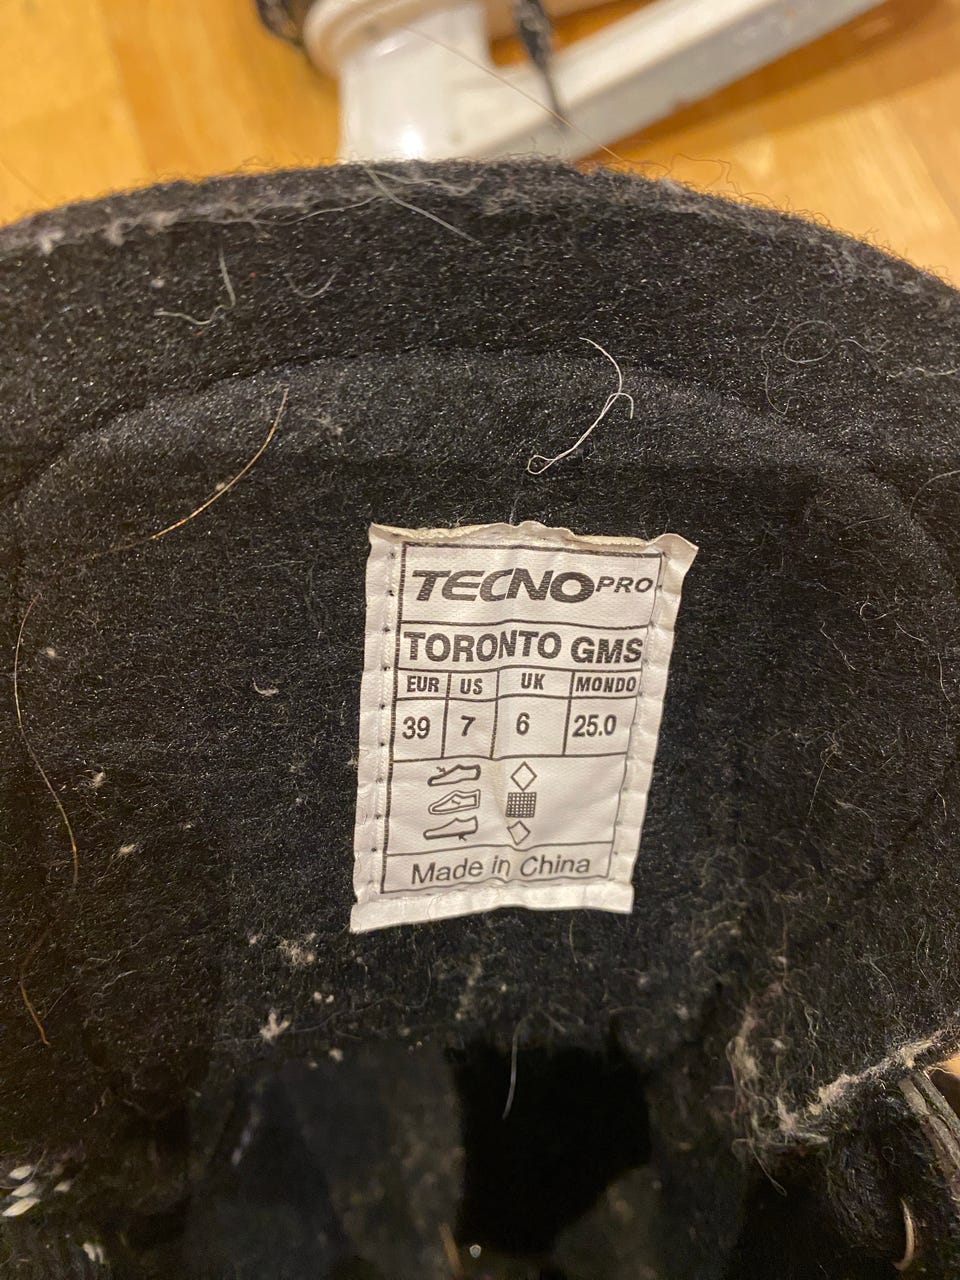 TECNOPRO
TORONTO GMS
EUR US UK MONDO
39 7 6 25.0
Made in China